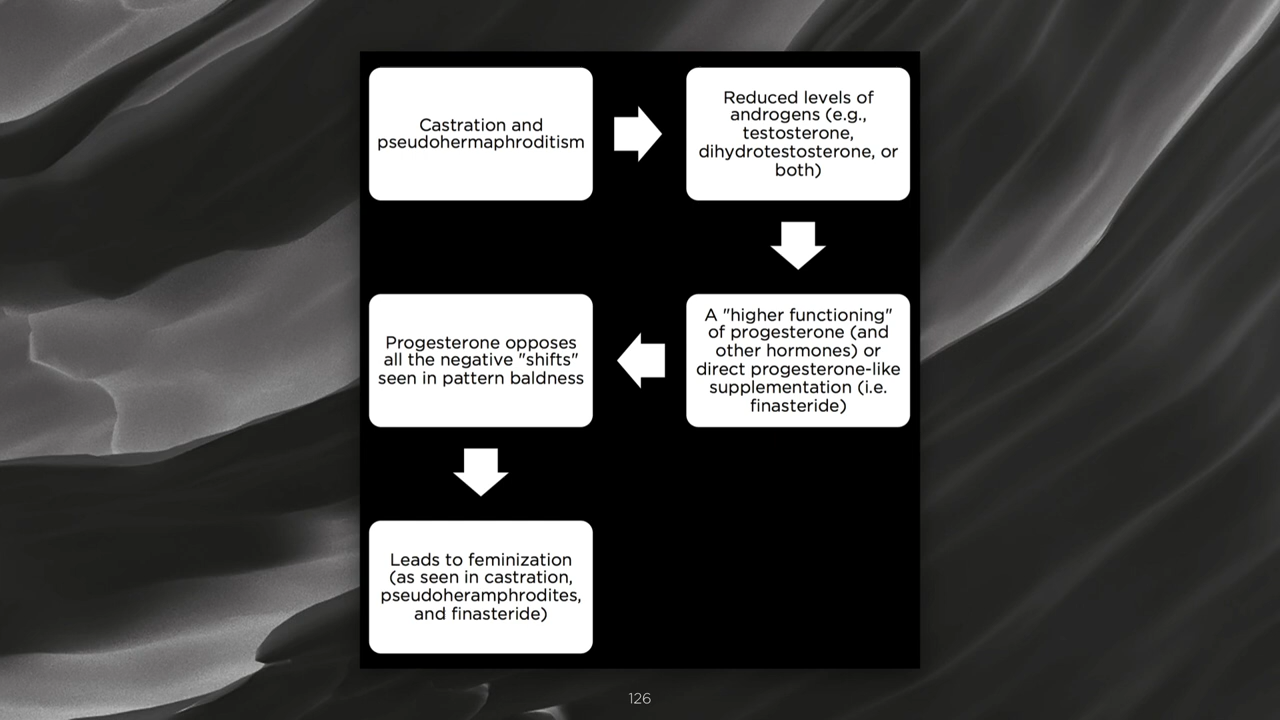 Castration and
pseudohermaphroditism
Reduced levels of
androgens (e.g.,
testosterone,
dihydrotestosterone, or
both)
A "higher functioning"
of progesterone (and
other hormones) or
direct progesterone-like
supplementation (i.e.
finasteride)
Progesterone opposes
all the negative "shifts"
seen in pattern baldness
Leads to feminization
(as seen in castration,
pseudoheramphrodites,
and finasteride)
126